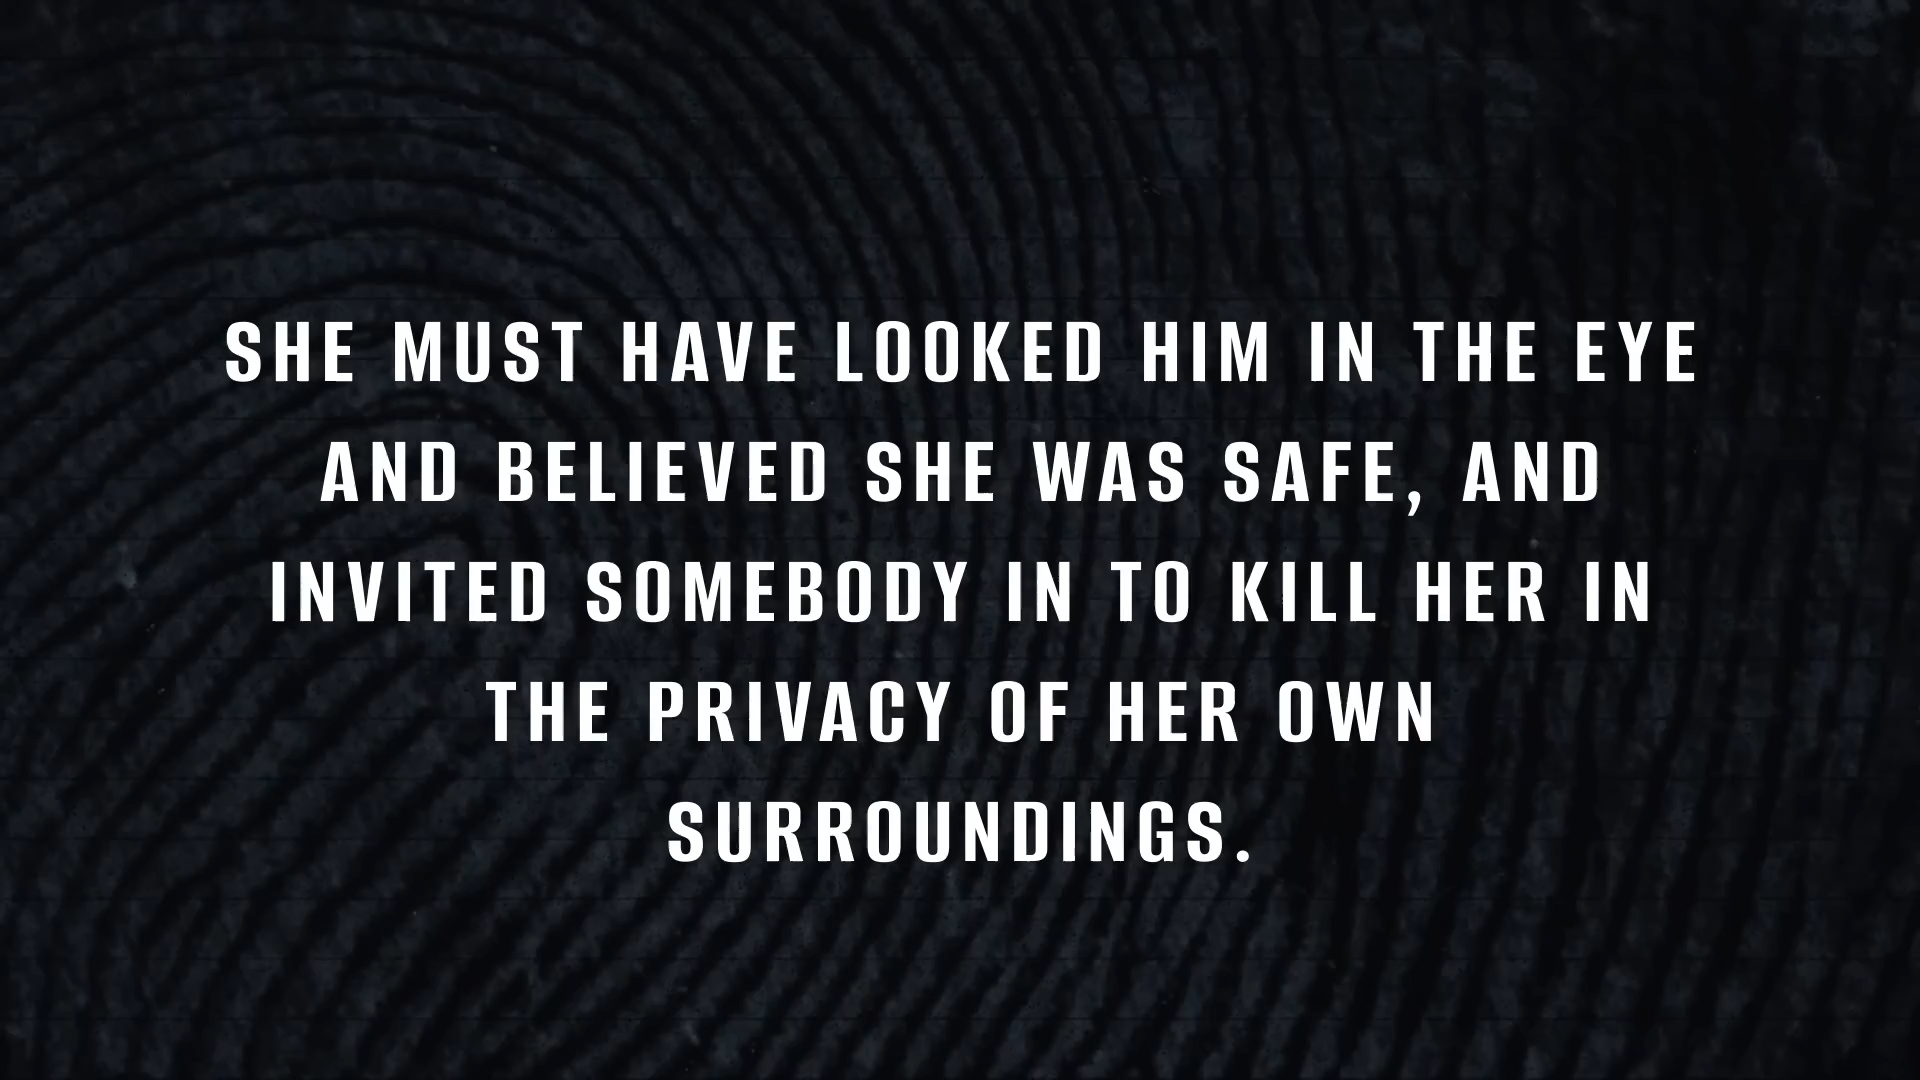 SHE MUST HAVE LOOKED HIM IN THE EYE
AND BELIEVED SHE WAS SAFE, AND
INVITED SOMEBODY IN TO KILL HER IN
THE PRIVACY OF HER OWN
SURROUNDINGS.